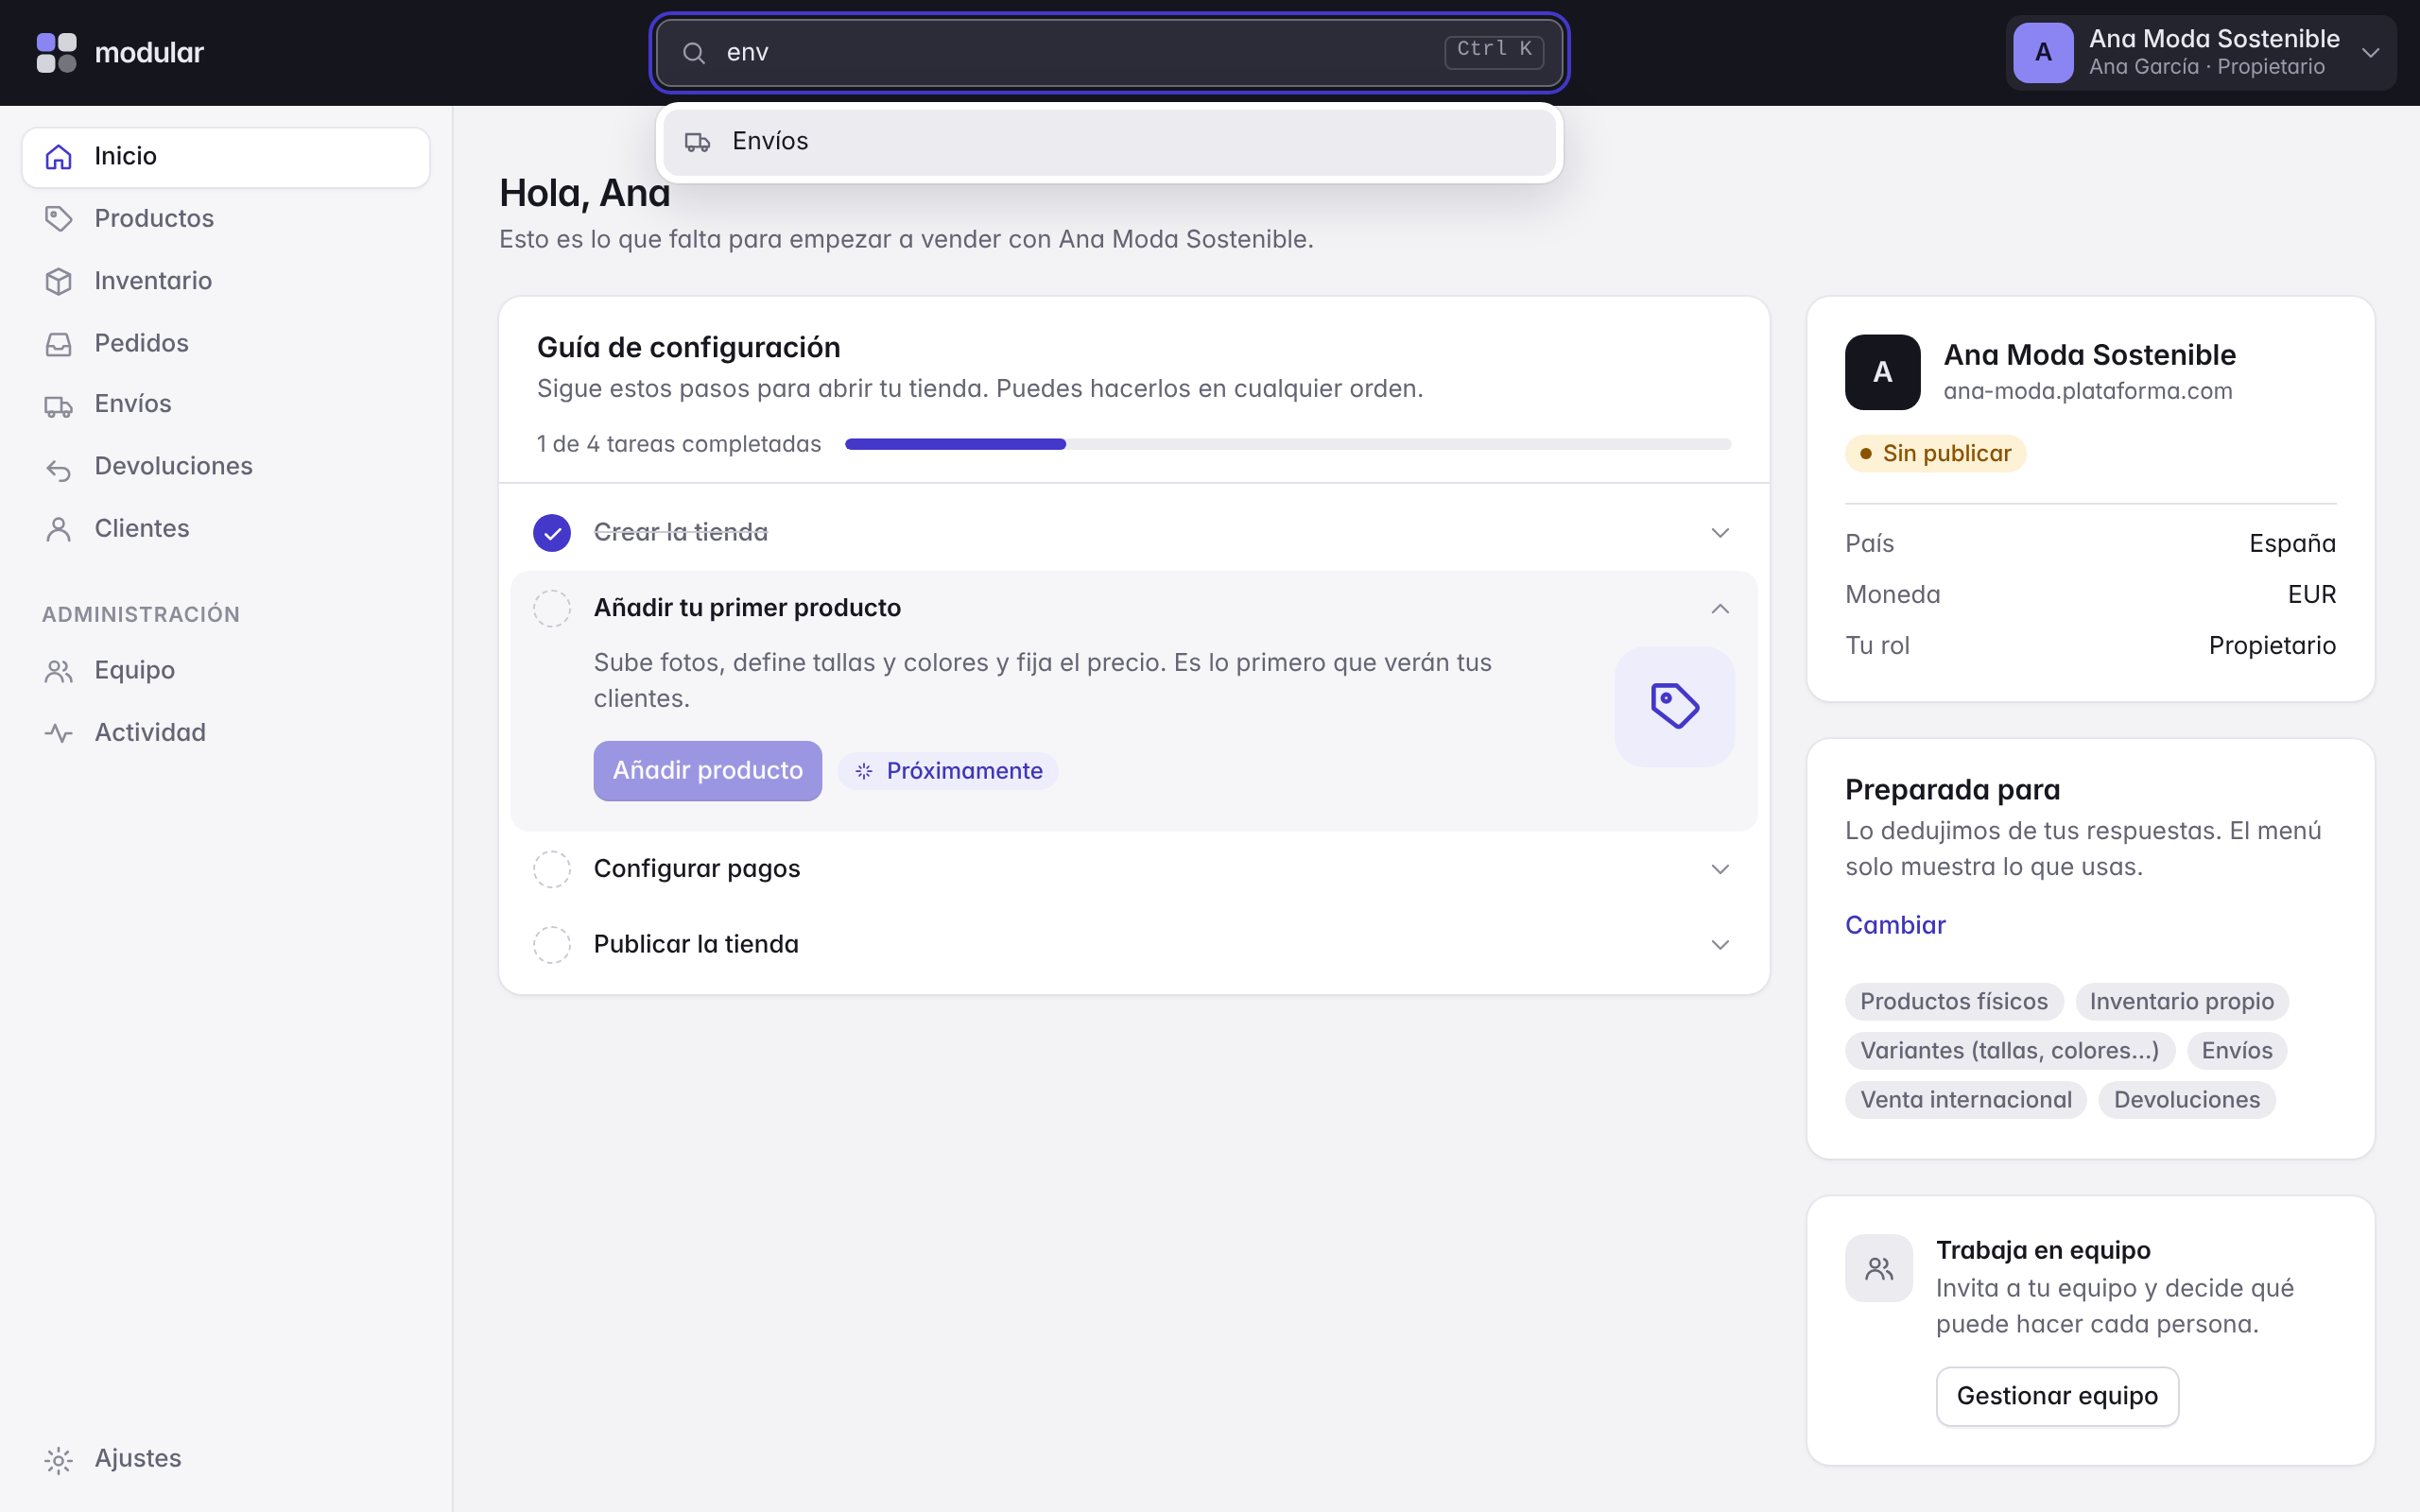 modular
env
Ctrl K
A
Ana Moda Sostenible
Ana García · Propietario
Envíos
Inicio
Productos
Inventario
Pedidos
Envíos
Devoluciones
Clientes
ADMINISTRACIÓN
Equipo
Actividad
Ajustes
Hola, Ana
Esto es lo que falta para empezar a vender con Ana Moda Sostenible.
Guía de configuración
Sigue estos pasos para abrir tu tienda. Puedes hacerlos en cualquier orden.
1 de 4 tareas completadas
Crear la tienda
Añadir tu primer producto
Sube fotos, define tallas y colores y fija el precio. Es lo primero que verán tus
clientes.
Añadir producto
Próximamente
Configurar pagos
Publicar la tienda
A
Ana Moda Sostenible
ana-moda.plataforma.com
Sin publicar
País España
Moneda EUR
Tu rol Propietario
Preparada para
Lo dedujimos de tus respuestas. El menú
solo muestra lo que usas.
Cambiar
Productos físicos Inventario propio
Variantes (tallas, colores...) Envíos
Venta internacional Devoluciones
Trabaja en equipo
Invita a tu equipo y decide qué
puede hacer cada persona.
Gestionar equipo